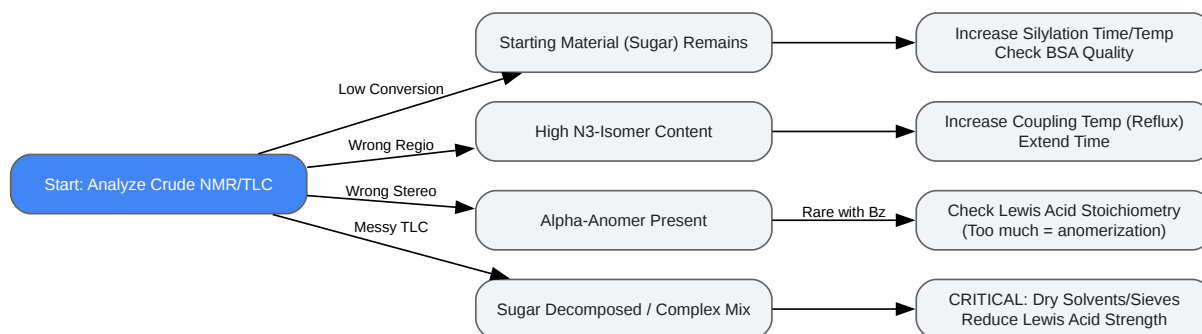 Start: Analyze Crude NMR/TLC
Low Conversion
Starting Material (Sugar) Remains
Increase Silylation Time/Temp
Check BSA Quality
Wrong Regio
High N3-Isomer Content
Increase Coupling Temp (Reflux)
Extend Time
Wrong Stereo
Alpha-Anomer Present
Rare with Bz
Check Lewis Acid Stoichiometry
(Too much = anomerization)
Messy TLC
Sugar Decomposed / Complex Mix
CRITICAL: Dry Solvents/Sieves
Reduce Lewis Acid Strength